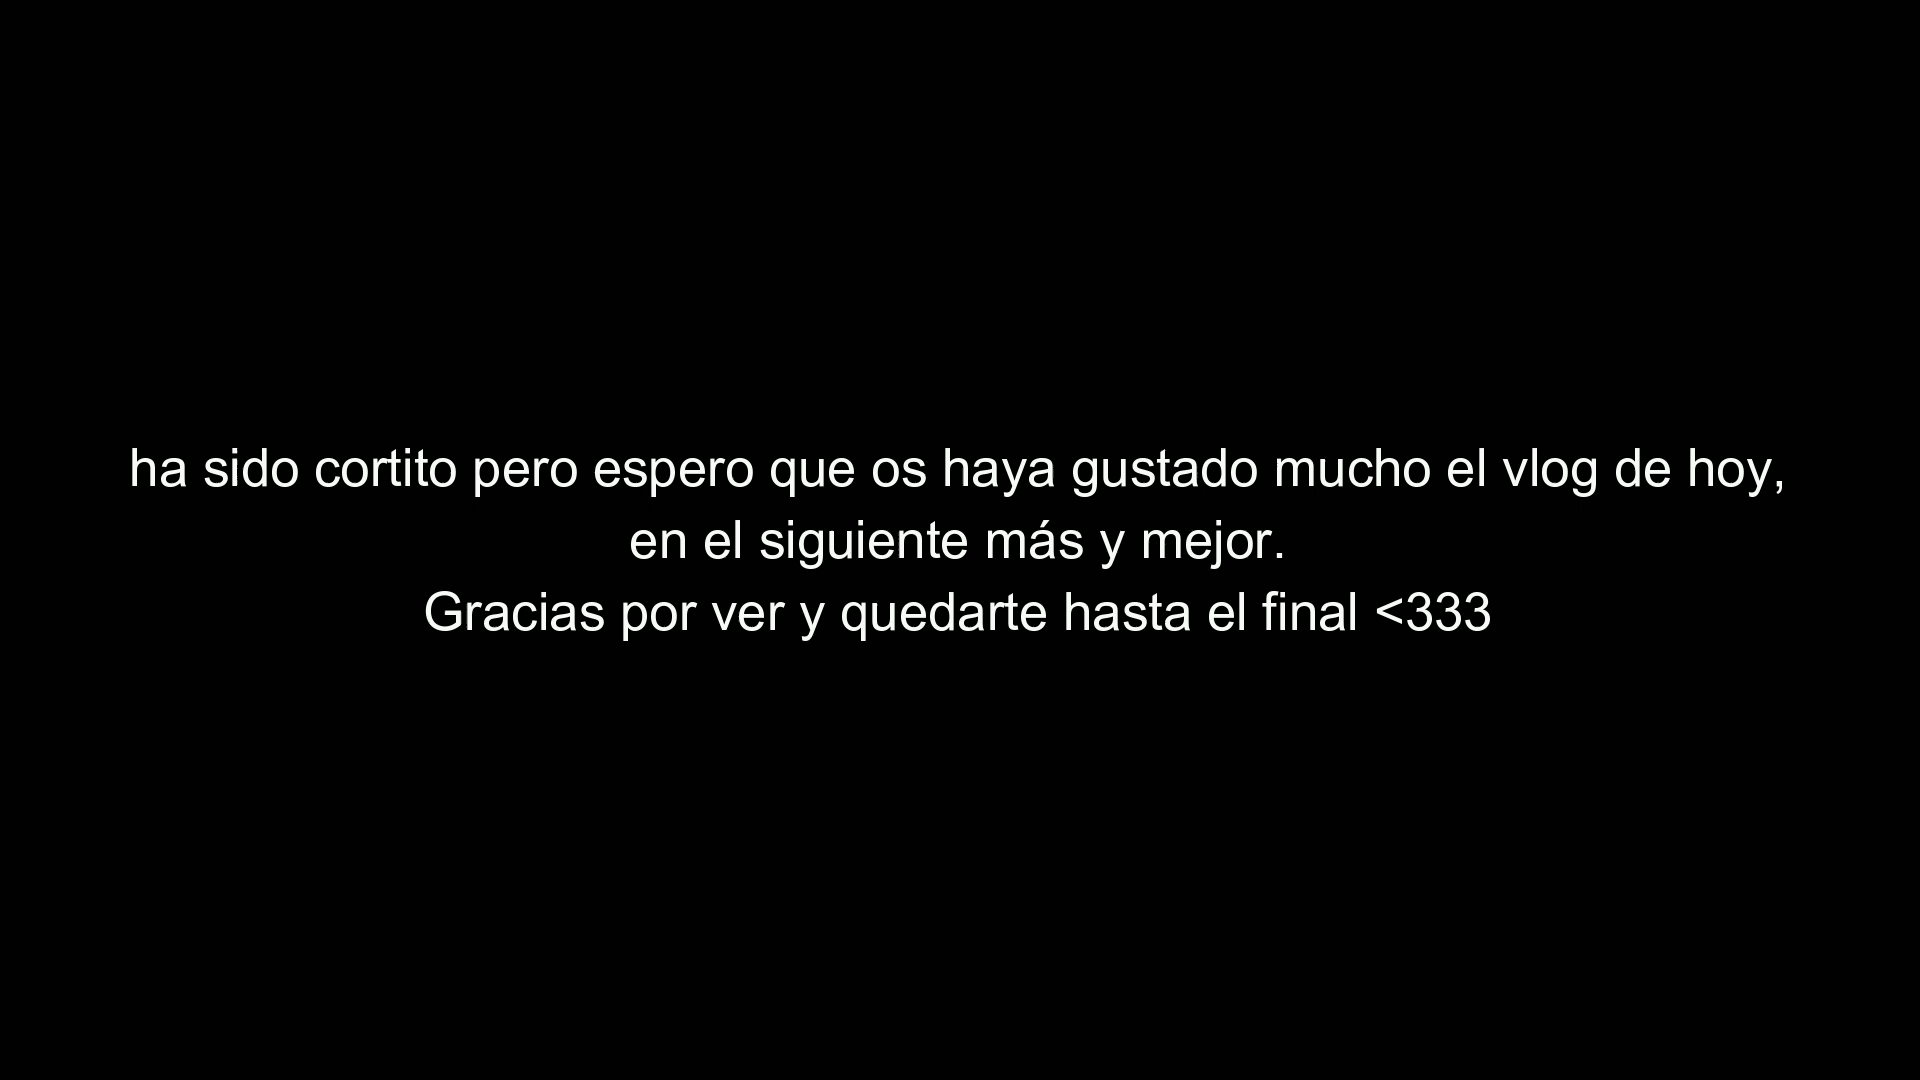 ha sido cortito pero espero que os haya gustado mucho el vlog de hoy,
en el siguiente más y mejor.
Gracias por ver y quedarte hasta el final <333